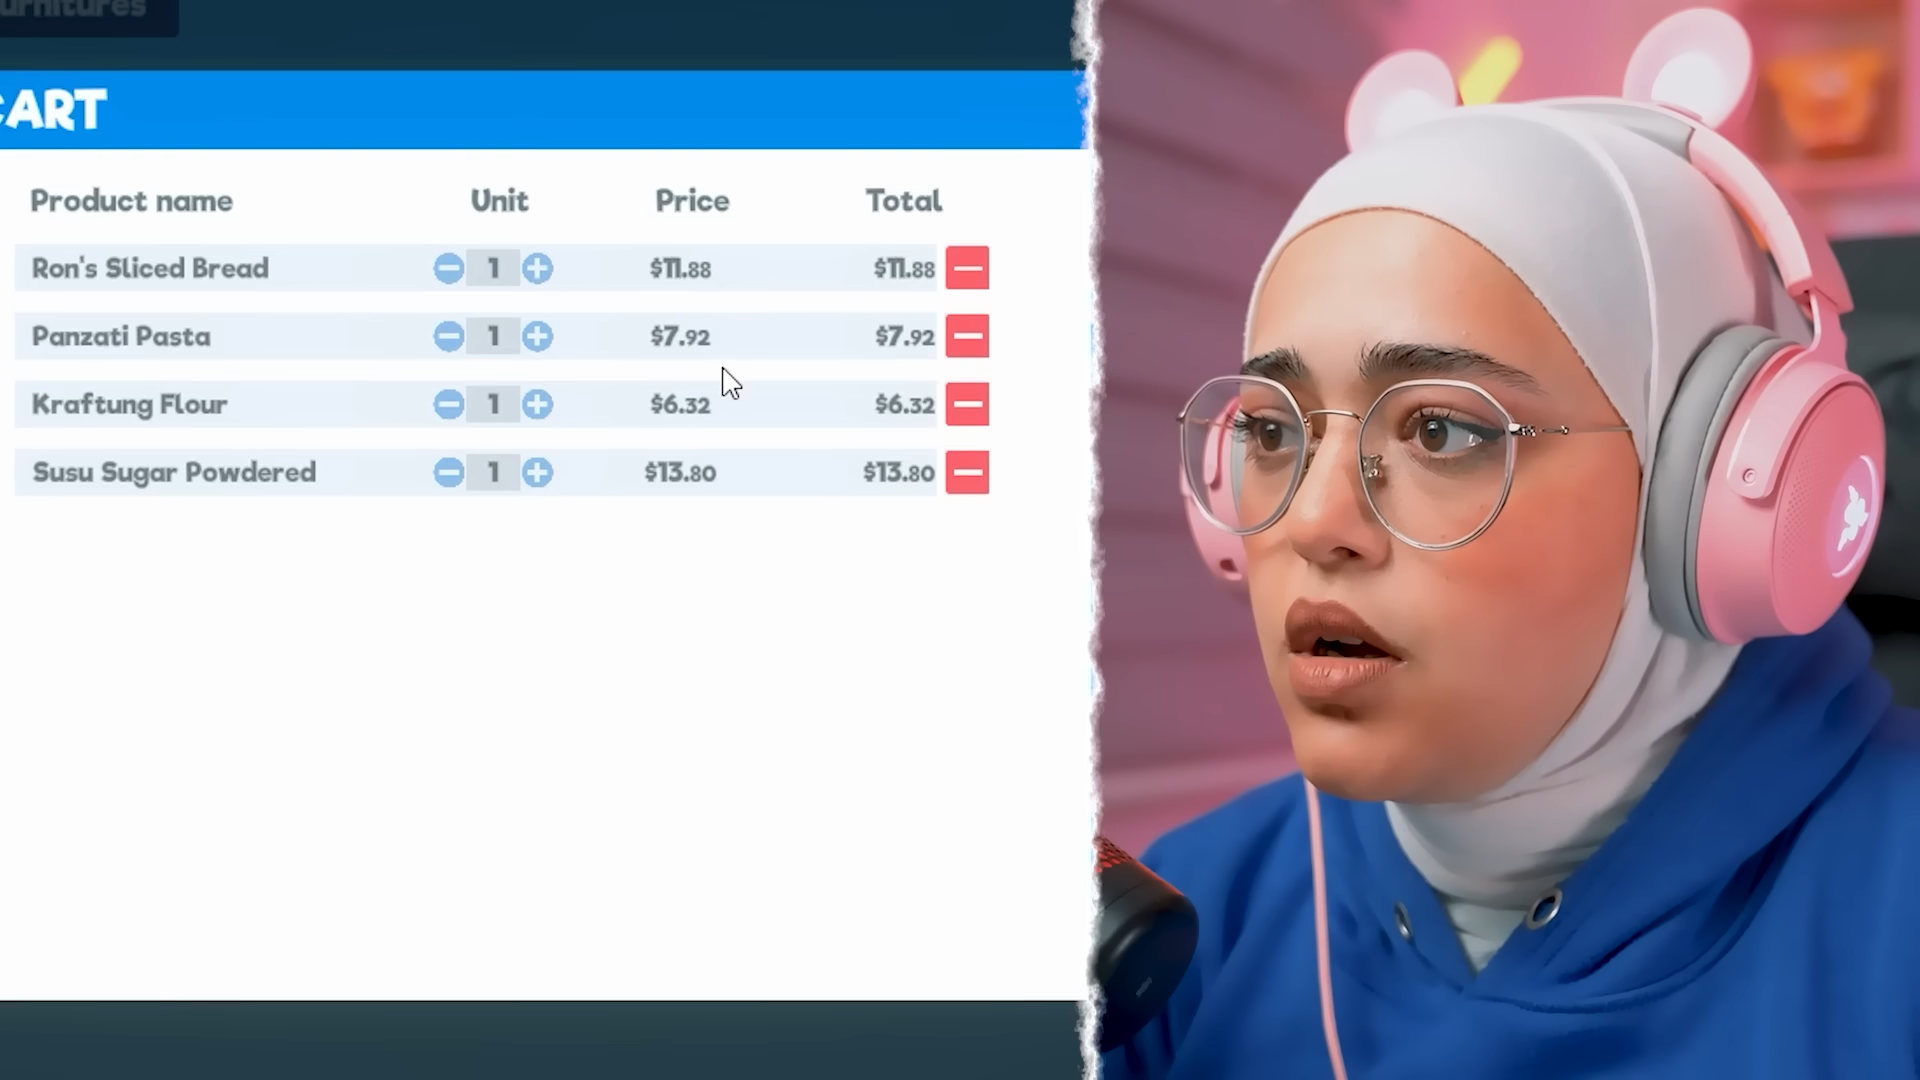 CART
Product name Unit Price Total
Ron's Sliced Bread 1 $11.88 $11.88
Panzati Pasta 1 $7.92 $7.92
Kraftung Flour 1 $6.32 $6.32
Susu Sugar Powdered 1 $13.80 $13.80